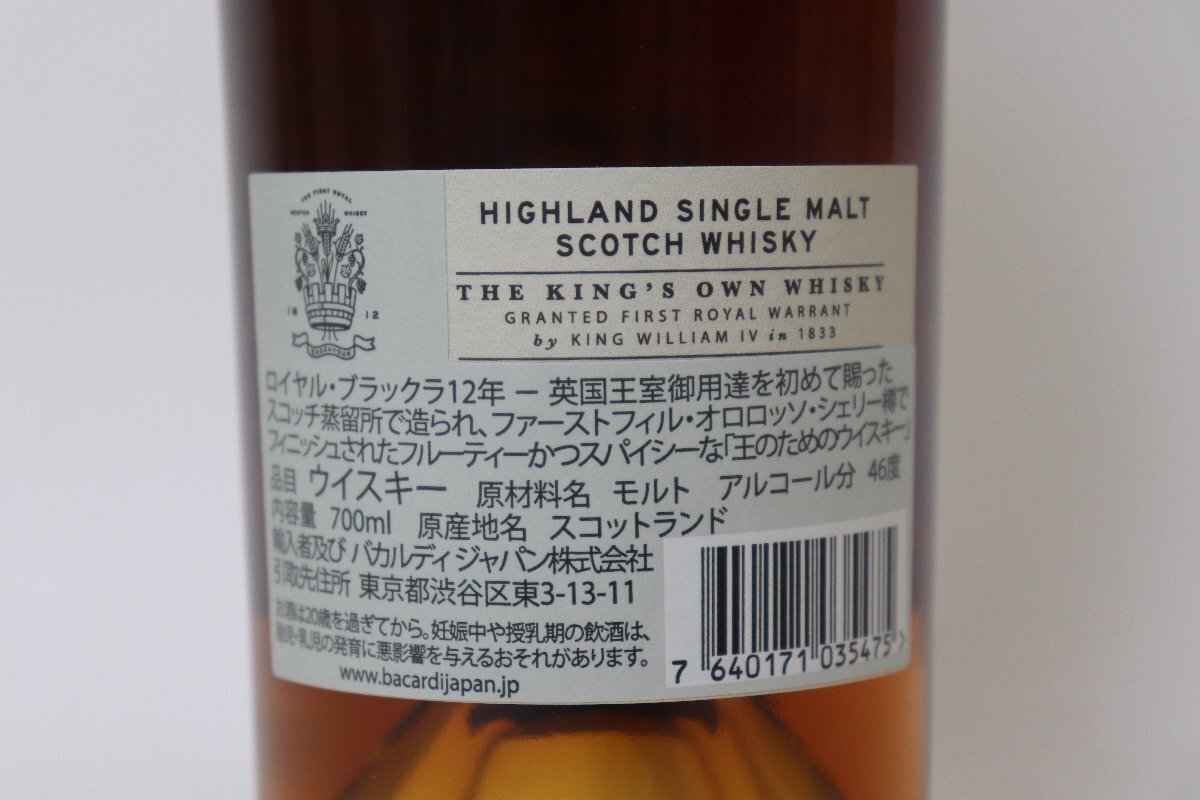 THE FIRST ROYAL
SCOTCH WHISKY
18 12
ENDEAVOUR
HIGHLAND SINGLE MALT
SCOTCH WHISKY
THE KING'S OWN WHISKY
GRANTED FIRST ROYAL WARRANT
by KING WILLIAM IV in 1833
ロイヤル・ブラックラ12年 － 英国王室御用達を初めて賜った
スコッチ蒸留所で造られ、ファーストフィル・オロロッソ・シェリー樽で
フィニッシュされたフルーティーかつスパイシーな「王のためのウイスキー」
品目 ウイスキー 原材料名 モルト アルコール分 46度
内容量 700ml 原産地名 スコットランド
輸入者及び バカルディ ジャパン株式会社
引取先住所 東京都渋谷区東3-13-11
お酒は20歳を過ぎてから。妊娠中や授乳期の飲酒は、
胎児・乳児の発育に悪影響を与えるおそれがあります。
www.bacardijapan.jp
7 640171 035475 >